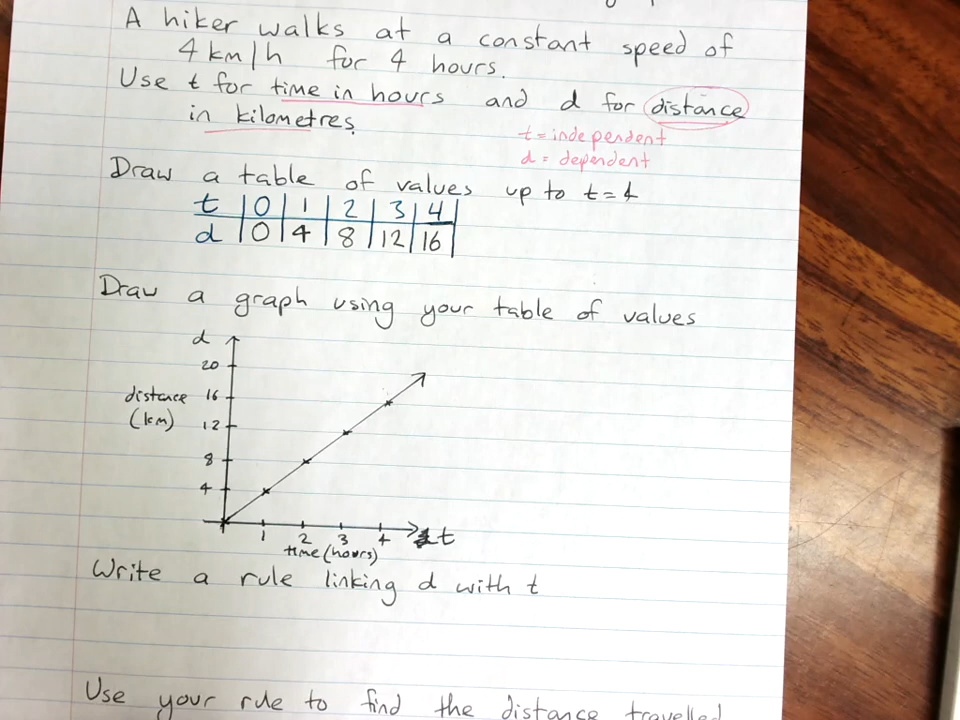 A hiker walks at a constant speed of
4 km/h for 4 hours.
Use t for time in hours and d for distance
in kilometres.
t = independent
d = dependent
Draw a table of values up to t=4
t | 0 | 1 | 2 | 3 | 4 |
d | 0 | 4 | 8 | 12 | 16
Draw a graph using your table of values
d
20
distance 16
(km) 12
8
4
1 2 3 4 t
time (hours)
Write a rule linking d with t
Use your rule to find the distance travelled